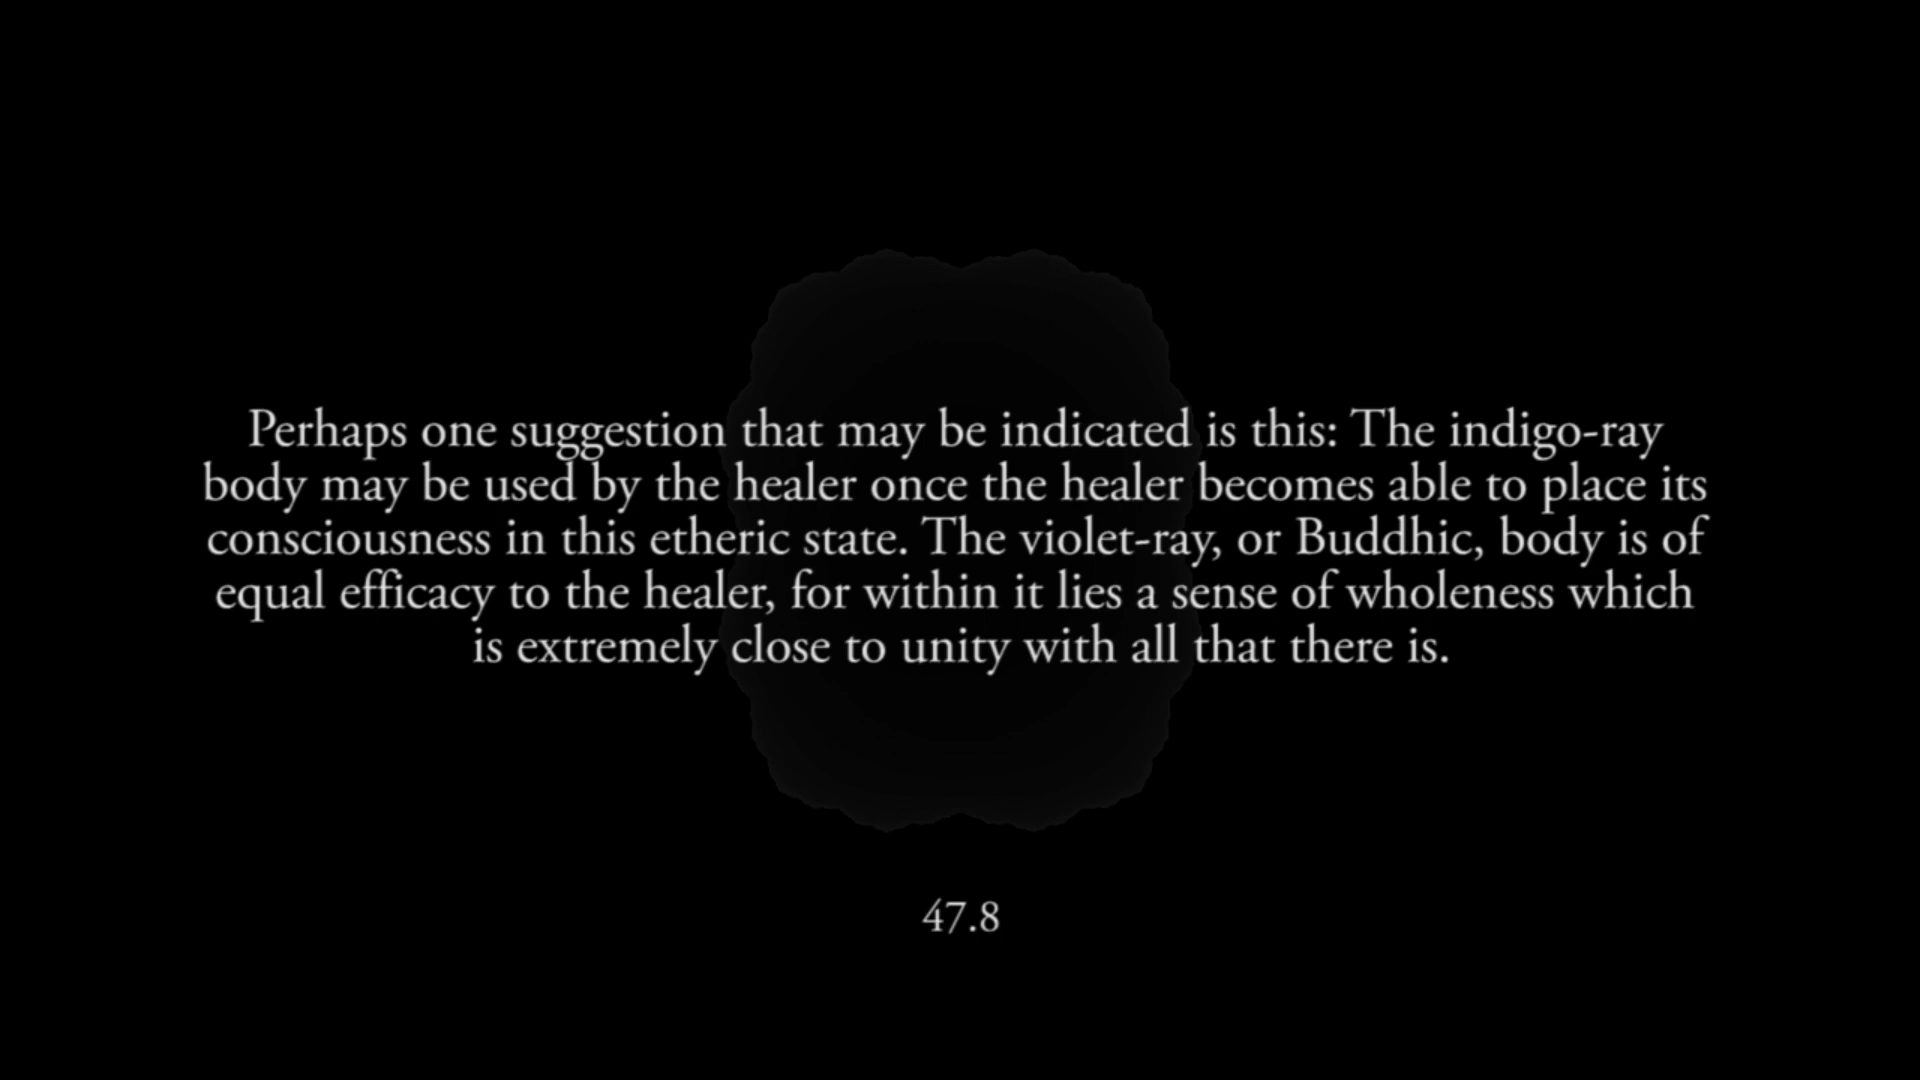 Perhaps one suggestion that may be indicated is this: The indigo-ray
body may be used by the healer once the healer becomes able to place its
consciousness in this etheric state. The violet-ray, or Buddhic, body is of
equal efficacy to the healer, for within it lies a sense of wholeness which
is extremely close to unity with all that there is.
47.8